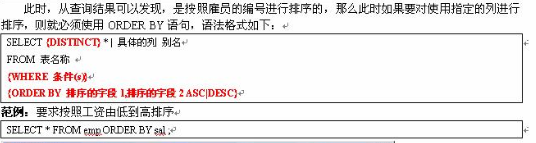 此时，从查询结果可以发现，是按照雇员的编号进行排序的，那么此时如果要对使用指定的列进行
排序，则就必须使用 ORDER BY 语句，语法格式如下：
SELECT {DISTINCT} *| 具体的列 别名
FROM 表名称
{WHERE 条件(s)}
{ORDER BY 排序的字段 1,排序的字段 2 ASC|DESC}
范例：要求按照工资由低到高排序
SELECT * FROM emp ORDER BY sal ;